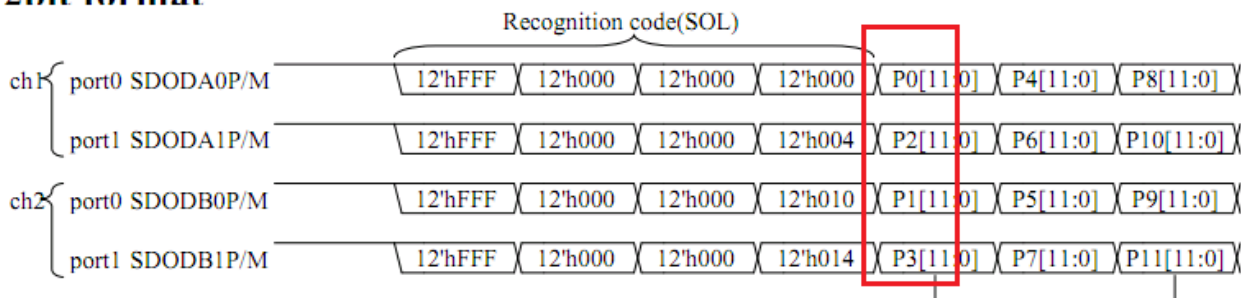 Recognition code(SOL)
ch1 port0 SDODA0P/M 12'hFFF 12'h000 12'h000 12'h000 P0[11:0] P4[11:0] P8[11:0]
port1 SDODA1P/M 12'hFFF 12'h000 12'h000 12'h004 P2[11:0] P6[11:0] P10[11:0]
ch2 port0 SDODB0P/M 12'hFFF 12'h000 12'h000 12'h010 P1[11:0] P5[11:0] P9[11:0]
port1 SDODB1P/M 12'hFFF 12'h000 12'h000 12'h014 P3[11:0] P7[11:0] P11[11:0]